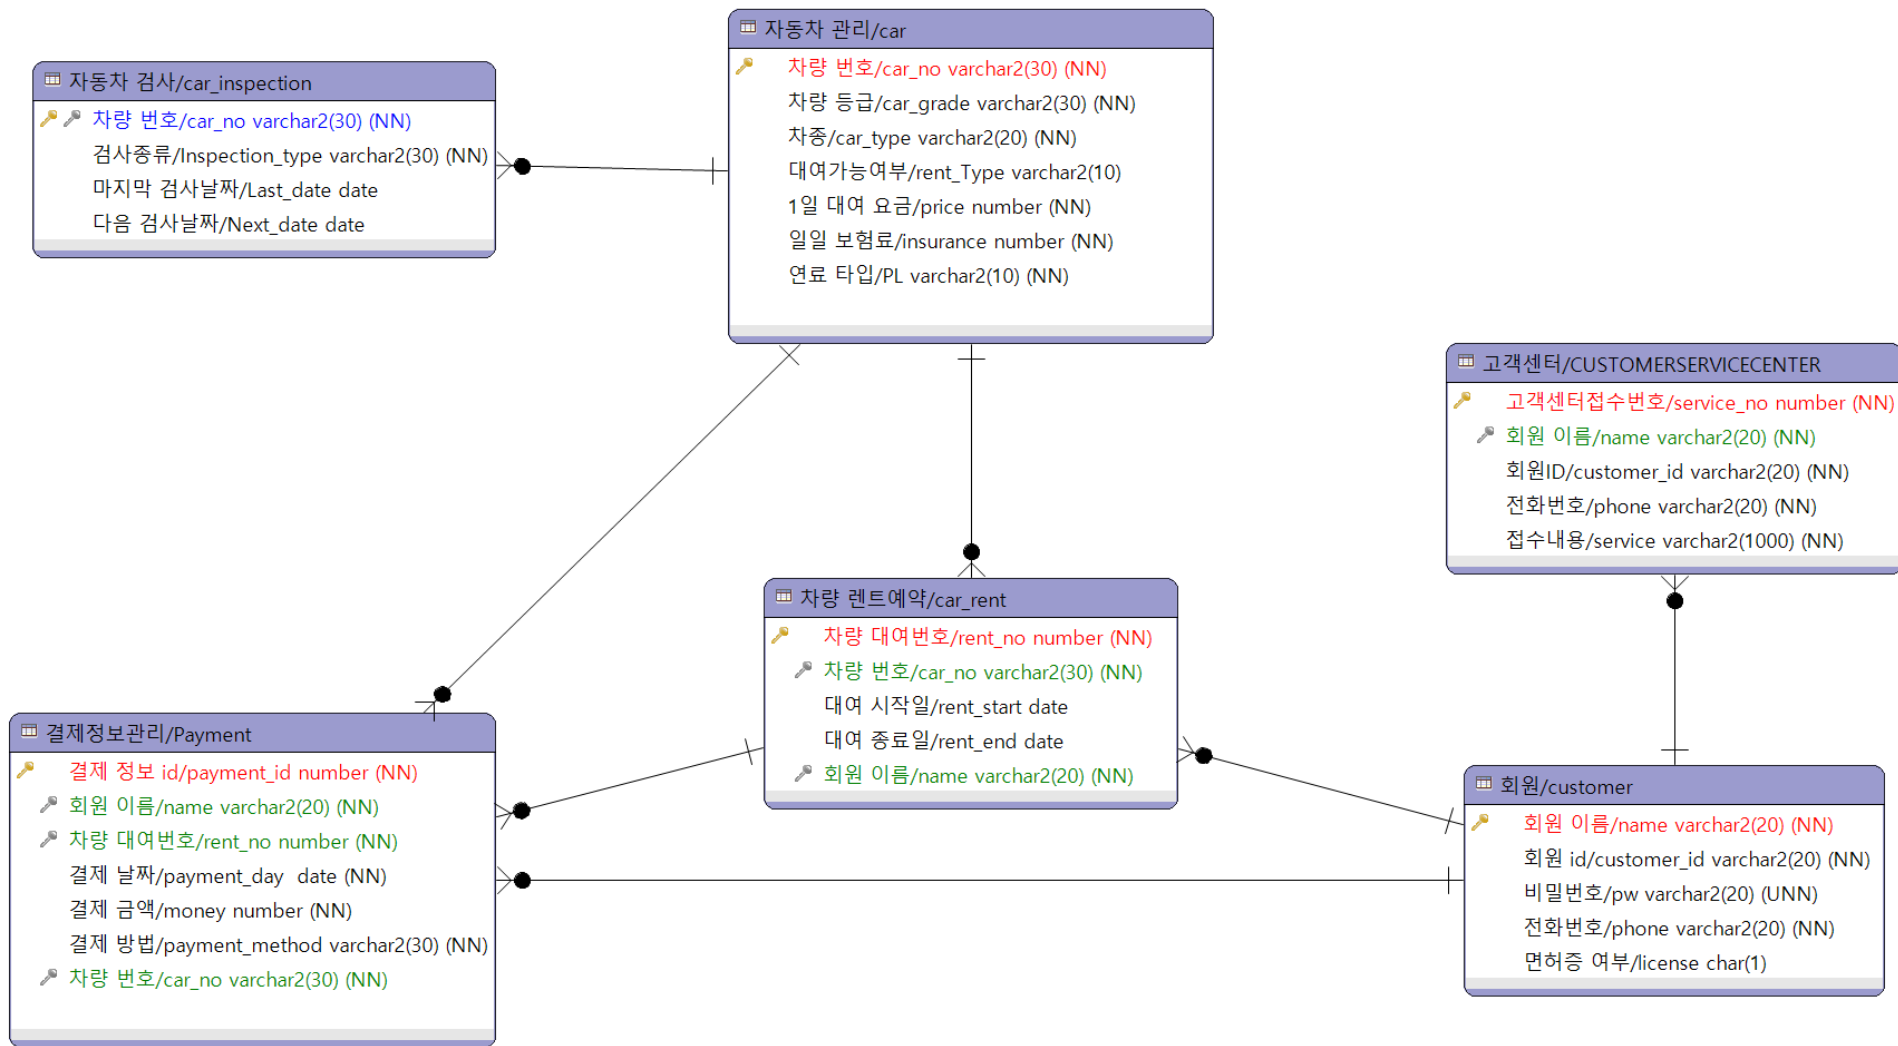 자동차 관리/car
차량 번호/car_no varchar2(30) (NN)
차량 등급/car_grade varchar2(30) (NN)
차종/car_type varchar2(20) (NN)
대여가능여부/rent_Type varchar2(10)
1일 대여 요금/price number (NN)
일일 보험료/insurance number (NN)
연료 타입/PL varchar2(10) (NN)
자동차 검사/car_inspection
차량 번호/car_no varchar2(30) (NN)
검사종류/Inspection_type varchar2(30) (NN)
마지막 검사날짜/Last_date date
다음 검사날짜/Next_date date
고객센터/CUSTOMERSERVICECENTER
고객센터접수번호/service_no number (NN)
회원 이름/name varchar2(20) (NN)
회원ID/customer_id varchar2(20) (NN)
전화번호/phone varchar2(20) (NN)
접수내용/service varchar2(1000) (NN)
차량 렌트예약/car_rent
차량 대여번호/rent_no number (NN)
차량 번호/car_no varchar2(30) (NN)
대여 시작일/rent_start date
대여 종료일/rent_end date
회원 이름/name varchar2(20) (NN)
결제정보관리/Payment
결제 정보 id/payment_id number (NN)
회원 이름/name varchar2(20) (NN)
차량 대여번호/rent_no number (NN)
결제 날짜/payment_day  date (NN)
결제 금액/money number (NN)
결제 방법/payment_method varchar2(30) (NN)
차량 번호/car_no varchar2(30) (NN)
회원/customer
회원 이름/name varchar2(20) (NN)
회원 id/customer_id varchar2(20) (NN)
비밀번호/pw varchar2(20) (UNN)
전화번호/phone varchar2(20) (NN)
면허증 여부/license char(1)